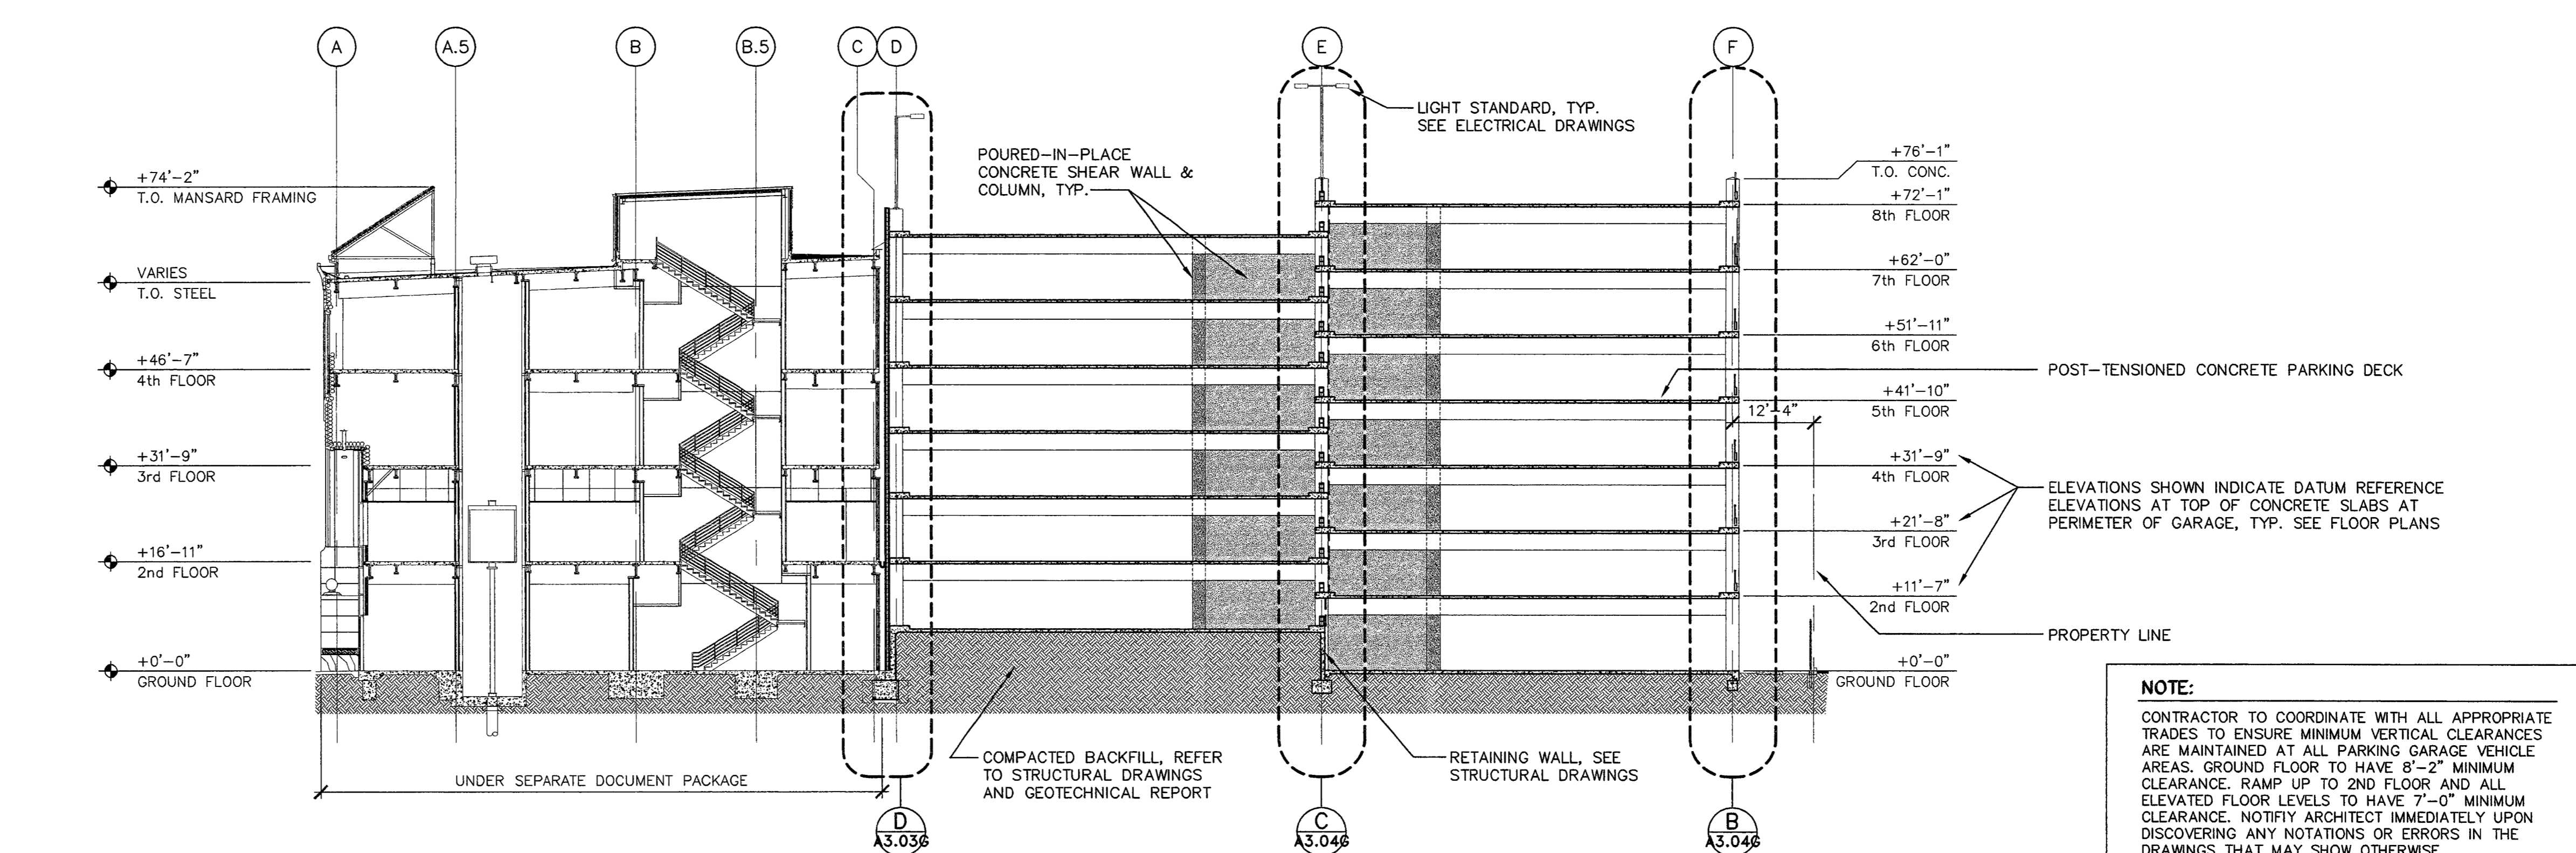 A
A.5
B
B.5
C
D
E
F
LIGHT STANDARD, TYP.
SEE ELECTRICAL DRAWINGS
POURED-IN-PLACE
CONCRETE SHEAR WALL &
COLUMN, TYP.
+74'-2"
T.O. MANSARD FRAMING
VARIES
T.O. STEEL
+46'-7"
4th FLOOR
+31'-9"
3rd FLOOR
+16'-11"
2nd FLOOR
+0'-0"
GROUND FLOOR
+76'-1"
T.O. CONC.
+72'-1"
8th FLOOR
+62'-0"
7th FLOOR
+51'-11"
6th FLOOR
+41'-10"
5th FLOOR
12'-4"
+31'-9"
4th FLOOR
+21'-8"
3rd FLOOR
+11'-7"
2nd FLOOR
+0'-0"
GROUND FLOOR
POST-TENSIONED CONCRETE PARKING DECK
ELEVATIONS SHOWN INDICATE DATUM REFERENCE
ELEVATIONS AT TOP OF CONCRETE SLABS AT
PERIMETER OF GARAGE, TYP. SEE FLOOR PLANS
PROPERTY LINE
UNDER SEPARATE DOCUMENT PACKAGE
COMPACTED BACKFILL, REFER
TO STRUCTURAL DRAWINGS
AND GEOTECHNICAL REPORT
RETAINING WALL, SEE
STRUCTURAL DRAWINGS
D
A3.03G
C
A3.04G
B
A3.04G
NOTE:
CONTRACTOR TO COORDINATE WITH ALL APPROPRIATE
TRADES TO ENSURE MINIMUM VERTICAL CLEARANCES
ARE MAINTAINED AT ALL PARKING GARAGE VEHICLE
AREAS. GROUND FLOOR TO HAVE 8'-2" MINIMUM
CLEARANCE. RAMP UP TO 2ND FLOOR AND ALL
ELEVATED FLOOR LEVELS TO HAVE 7'-0" MINIMUM
CLEARANCE. NOTIFIY ARCHITECT IMMEDIATELY UPON
DISCOVERING ANY NOTATIONS OR ERRORS IN THE
DRAWINGS THAT MAY SHOW OTHERWISE